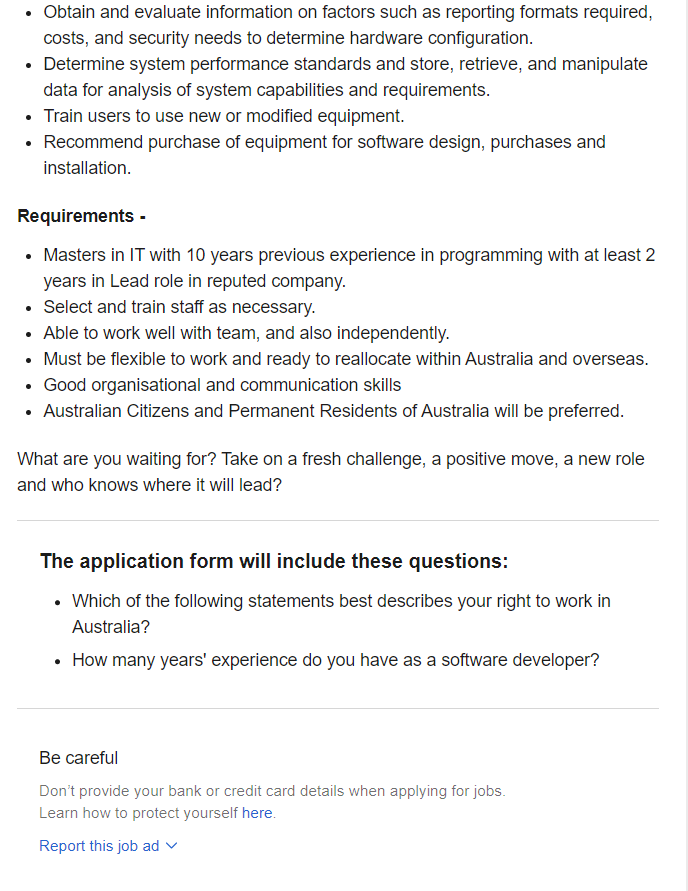 • Obtain and evaluate information on factors such as reporting formats required,
costs, and security needs to determine hardware configuration.
• Determine system performance standards and store, retrieve, and manipulate
data for analysis of system capabilities and requirements.
• Train users to use new or modified equipment.
• Recommend purchase of equipment for software design, purchases and
installation.
Requirements -
• Masters in IT with 10 years previous experience in programming with at least 2
years in Lead role in reputed company.
• Select and train staff as necessary.
• Able to work well with team, and also independently.
• Must be flexible to work and ready to reallocate within Australia and overseas.
• Good organisational and communication skills
• Australian Citizens and Permanent Residents of Australia will be preferred.
What are you waiting for? Take on a fresh challenge, a positive move, a new role
and who knows where it will lead?
The application form will include these questions:
• Which of the following statements best describes your right to work in
Australia?
• How many years' experience do you have as a software developer?
Be careful
Don’t provide your bank or credit card details when applying for jobs.
Learn how to protect yourself here.
Report this job ad